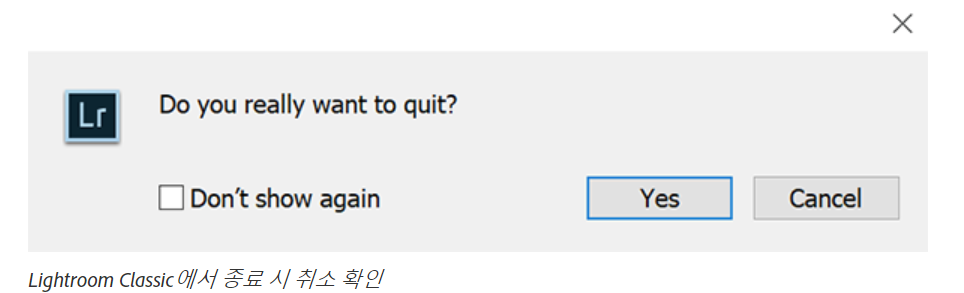 Lr
Do you really want to quit?
Don't show again
Yes
Cancel
Lightroom Classic에서 종료 시 취소 확인